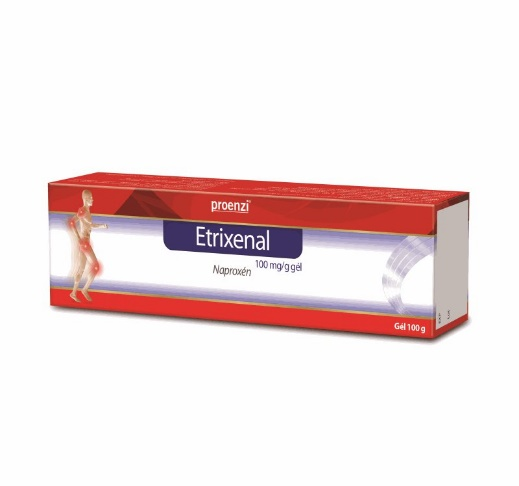 proenzi®
Etrixenal
100 mg/g gél
Naproxén
Gél 100 g